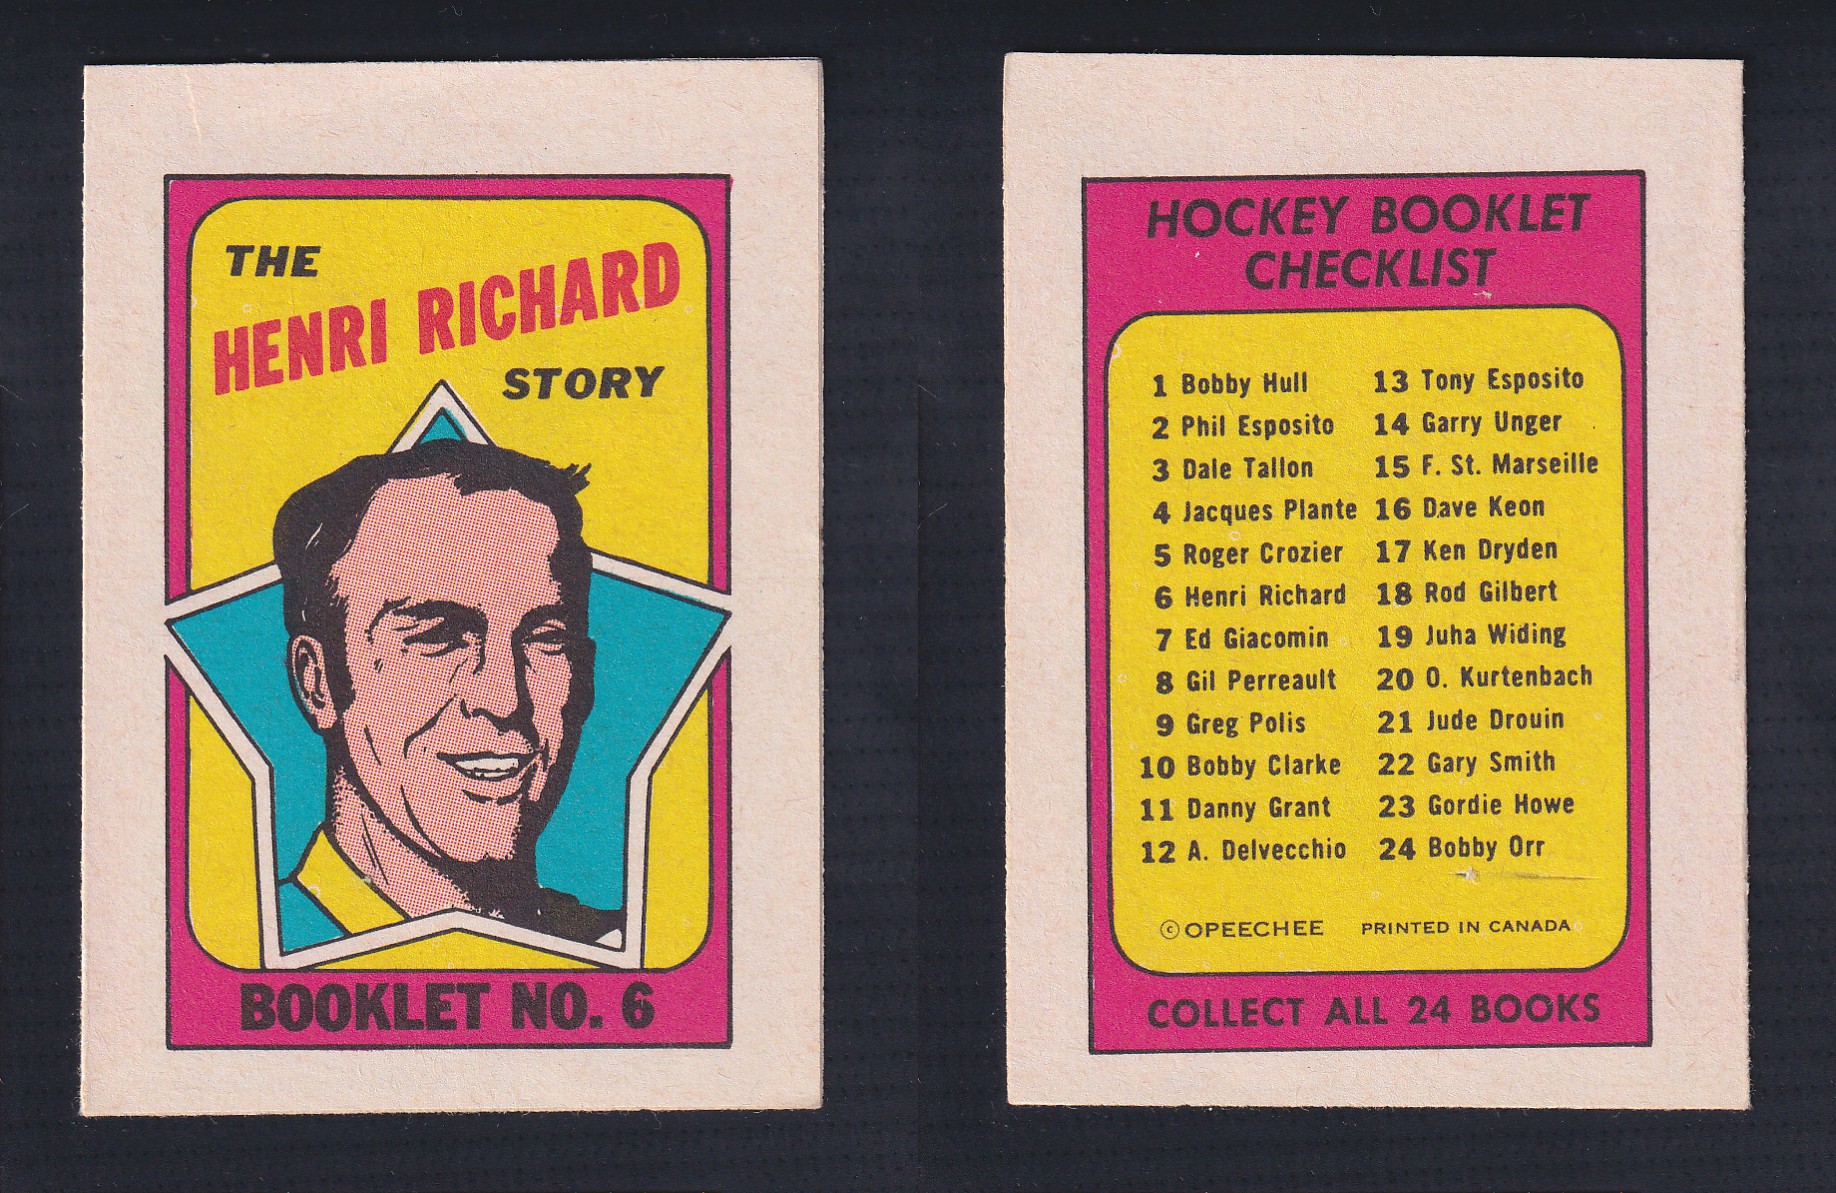 THE
HENRI RICHARD
STORY
BOOKLET NO. 6
HOCKEY BOOKLET
CHECKLIST
1 Bobby Hull
2 Phil Esposito
3 Dale Tallon
4 Jacques Plante
5 Roger Crozier
6 Henri Richard
7 Ed Giacomin
8 Gil Perreault
9 Greg Polis
10 Bobby Clarke
11 Danny Grant
12 A. Delvecchio
13 Tony Esposito
14 Garry Unger
15 F. St. Marseille
16 Dave Keon
17 Ken Dryden
18 Rod Gilbert
19 Juha Widing
20 O. Kurtenbach
21 Jude Drouin
22 Gary Smith
23 Gordie Howe
24 Bobby Orr
© OPEECHEE PRINTED IN CANADA
COLLECT ALL 24 BOOKS